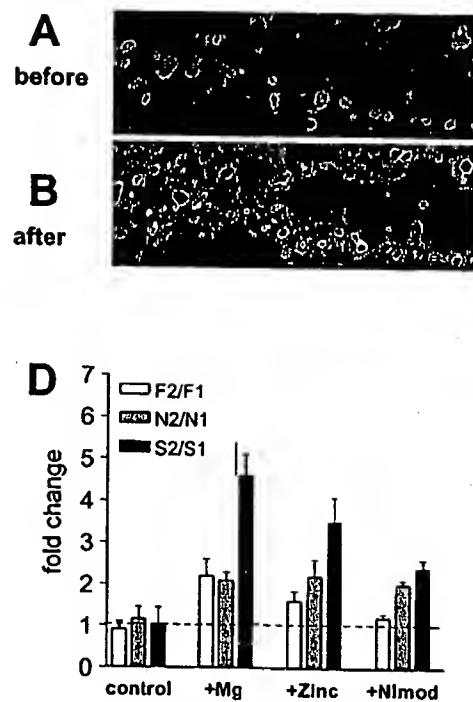 A
before
B
after
D
7
6
5
4
3
2
1
0
fold change
F2/F1
N2/N1
S2/S1
control +Mg +Zinc +Nimod